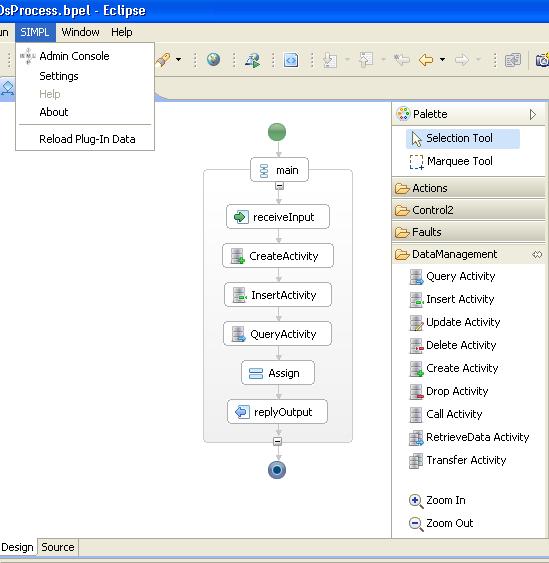 OsProcess.bpel - Eclipse
un SIMPL Window Help
Admin Console
Settings
Help
About
Reload Plug-In Data
main
receiveInput
CreateActivity
InsertActivity
QueryActivity
Assign
replyOutput
Palette
Selection Tool
Marquee Tool
Actions
Control2
Faults
DataManagement
Query Activity
Insert Activity
Update Activity
Delete Activity
Create Activity
Drop Activity
Call Activity
RetrieveData Activity
Transfer Activity
Zoom In
Zoom Out
Design Source